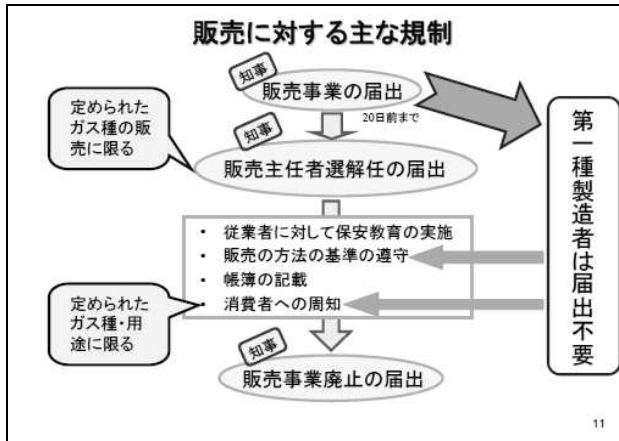 販売に対する主な規制
知事
販売事業の届出
20日前まで
定められた
ガス種の販
売に限る
知事
販売主任者選解任の届出
・ 従業者に対して保安教育の実施
・ 販売の方法の基準の遵守
・ 帳簿の記載
・ 消費者への周知
定められた
ガス種・用
途に限る
知事
販売事業廃止の届出
第一種製造者は届出不要
11